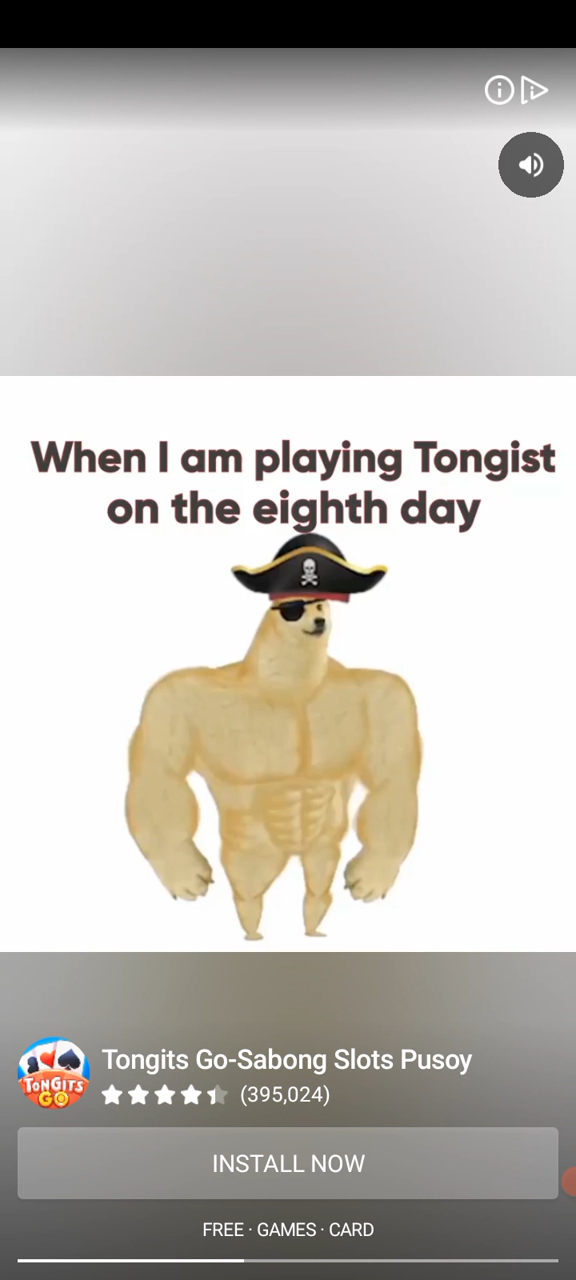 When I am playing Tongist
on the eighth day
TONGITS
GO
Tongits Go-Sabong Slots Pusoy
(395,024)
INSTALL NOW
FREE · GAMES · CARD